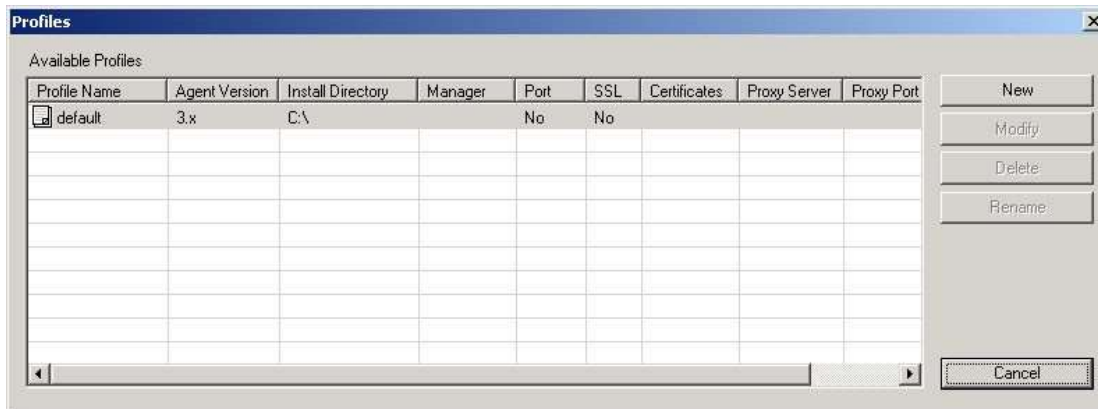 Profiles
Available Profiles
Profile Name Agent Version Install Directory Manager Port SSL Certificates Proxy Server Proxy Port
default 3.x C:\ No No
New
Modify
Delete
Rename
Cancel